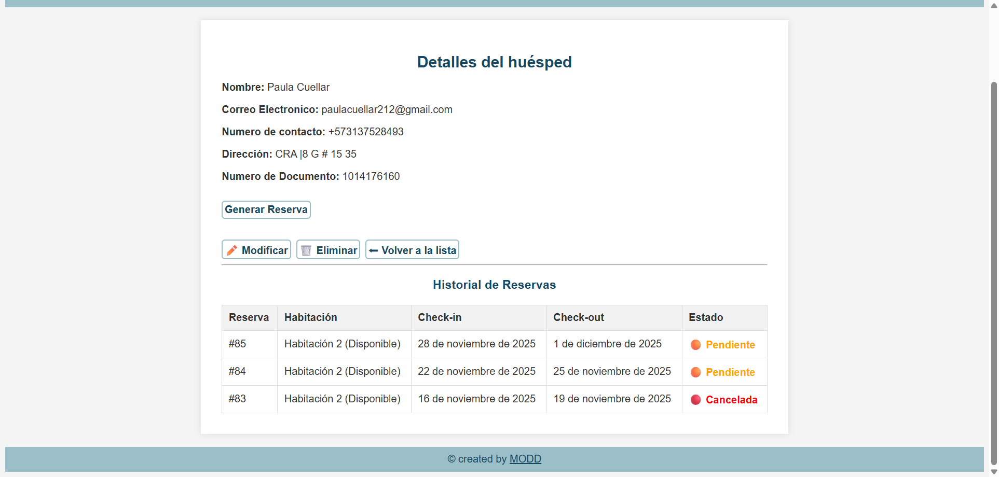 Detalles del huésped
Nombre: Paula Cuellar
Correo Electronico: paulacuellar212@gmail.com
Numero de contacto: +573137528493
Dirección: CRA |8 G # 15 35
Numero de Documento: 1014176160
Generar Reserva
Modificar Eliminar Volver a la lista
Historial de Reservas
Reserva Habitación Check-in Check-out Estado
#85 Habitación 2 (Disponible) 28 de noviembre de 2025 1 de diciembre de 2025 Pendiente
#84 Habitación 2 (Disponible) 22 de noviembre de 2025 25 de noviembre de 2025 Pendiente
#83 Habitación 2 (Disponible) 16 de noviembre de 2025 19 de noviembre de 2025 Cancelada
© created by MODD